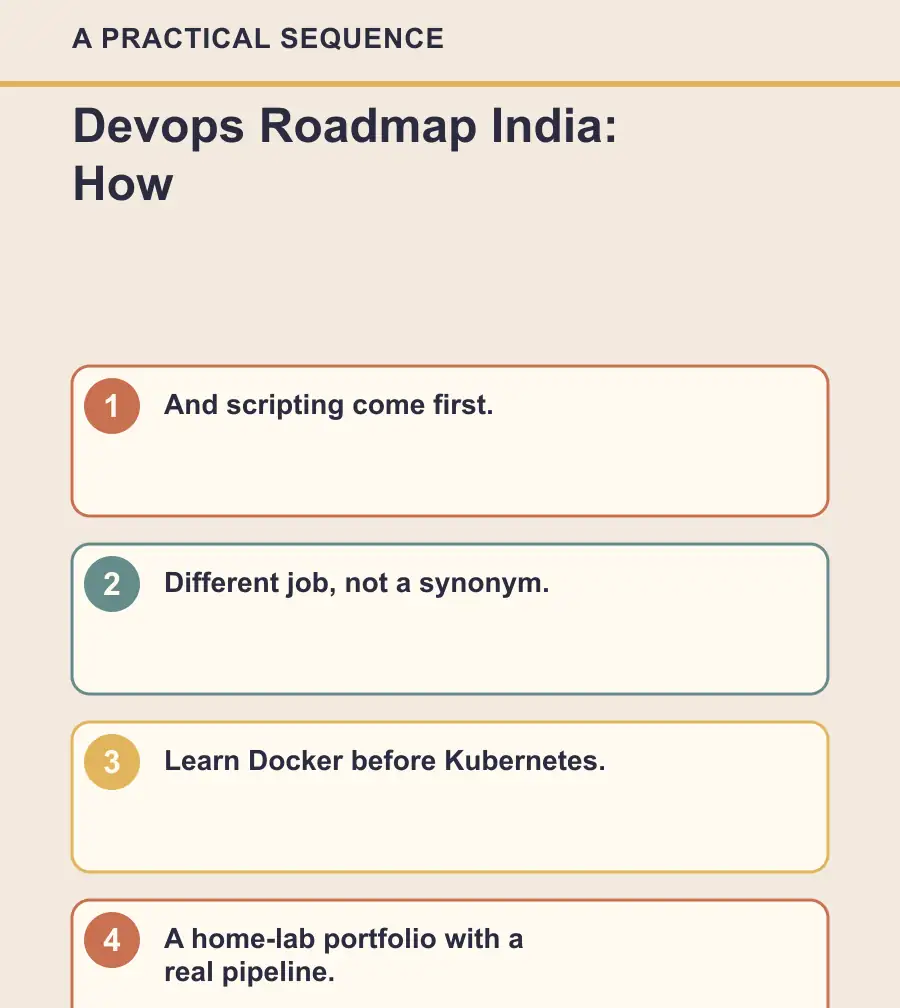 A PRACTICAL SEQUENCE
Devops Roadmap India:
How
1
And scripting come first.
2
Different job, not a synonym.
3
Learn Docker before Kubernetes.
4
A home-lab portfolio with a
real pipeline.